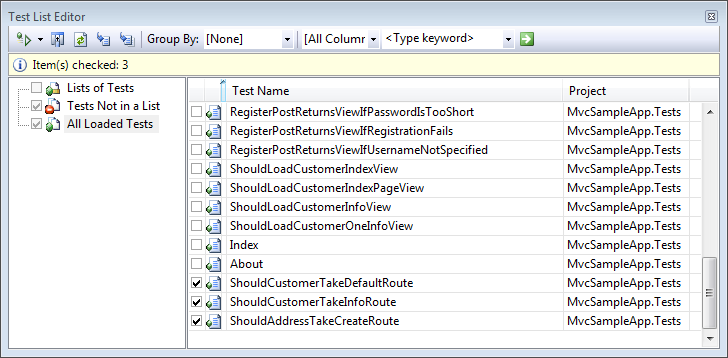 Test List Editor
Group By: [None] [All Column <Type keyword>
Item(s) checked: 3
Lists of Tests
Tests Not in a List
All Loaded Tests
Test Name Project
RegisterPostReturnsViewIfPasswordIsTooShort MvcSampleApp.Tests
RegisterPostReturnsViewIfRegistrationFails MvcSampleApp.Tests
RegisterPostReturnsViewIfUsernameNotSpecified MvcSampleApp.Tests
ShouldLoadCustomerIndexView MvcSampleApp.Tests
ShouldLoadCustomerIndexPageView MvcSampleApp.Tests
ShouldLoadCustomerInfoView MvcSampleApp.Tests
ShouldLoadCustomerOneInfoView MvcSampleApp.Tests
Index MvcSampleApp.Tests
About MvcSampleApp.Tests
ShouldCustomerTakeDefaultRoute MvcSampleApp.Tests
ShouldCustomerTakeInfoRoute MvcSampleApp.Tests
ShouldAddressTakeCreateRoute MvcSampleApp.Tests